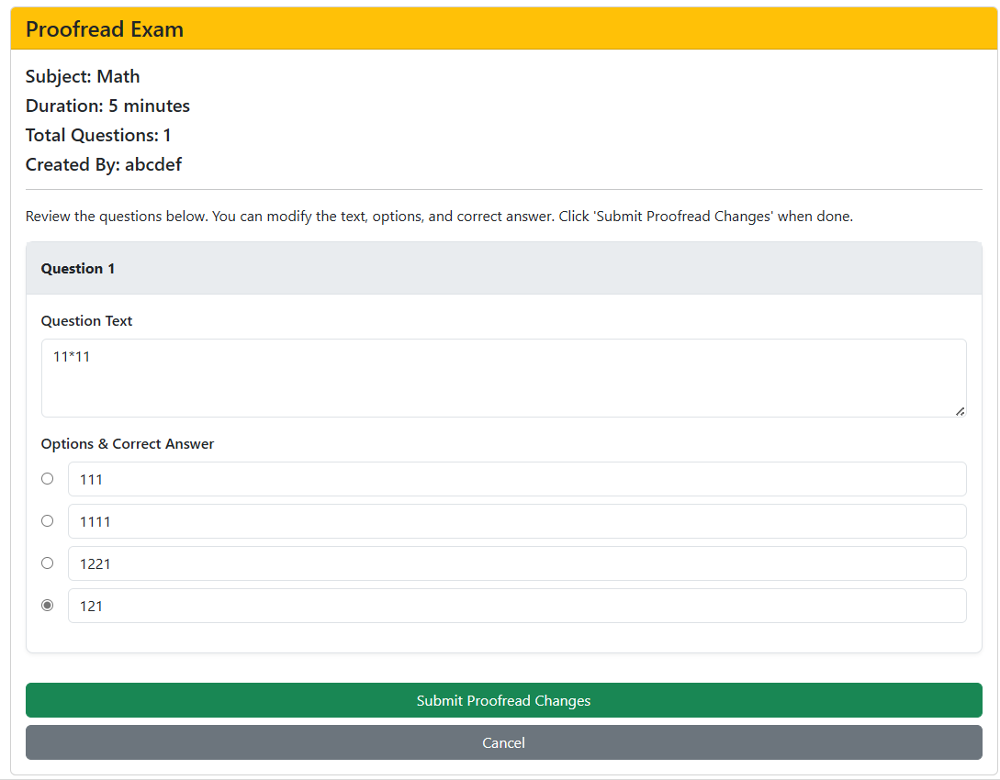 Proofread Exam
Subject: Math
Duration: 5 minutes
Total Questions: 1
Created By: abcdef
Review the questions below. You can modify the text, options, and correct answer. Click 'Submit Proofread Changes' when done.
Question 1
Question Text
11*11
Options & Correct Answer
111
1111
1221
121
Submit Proofread Changes
Cancel